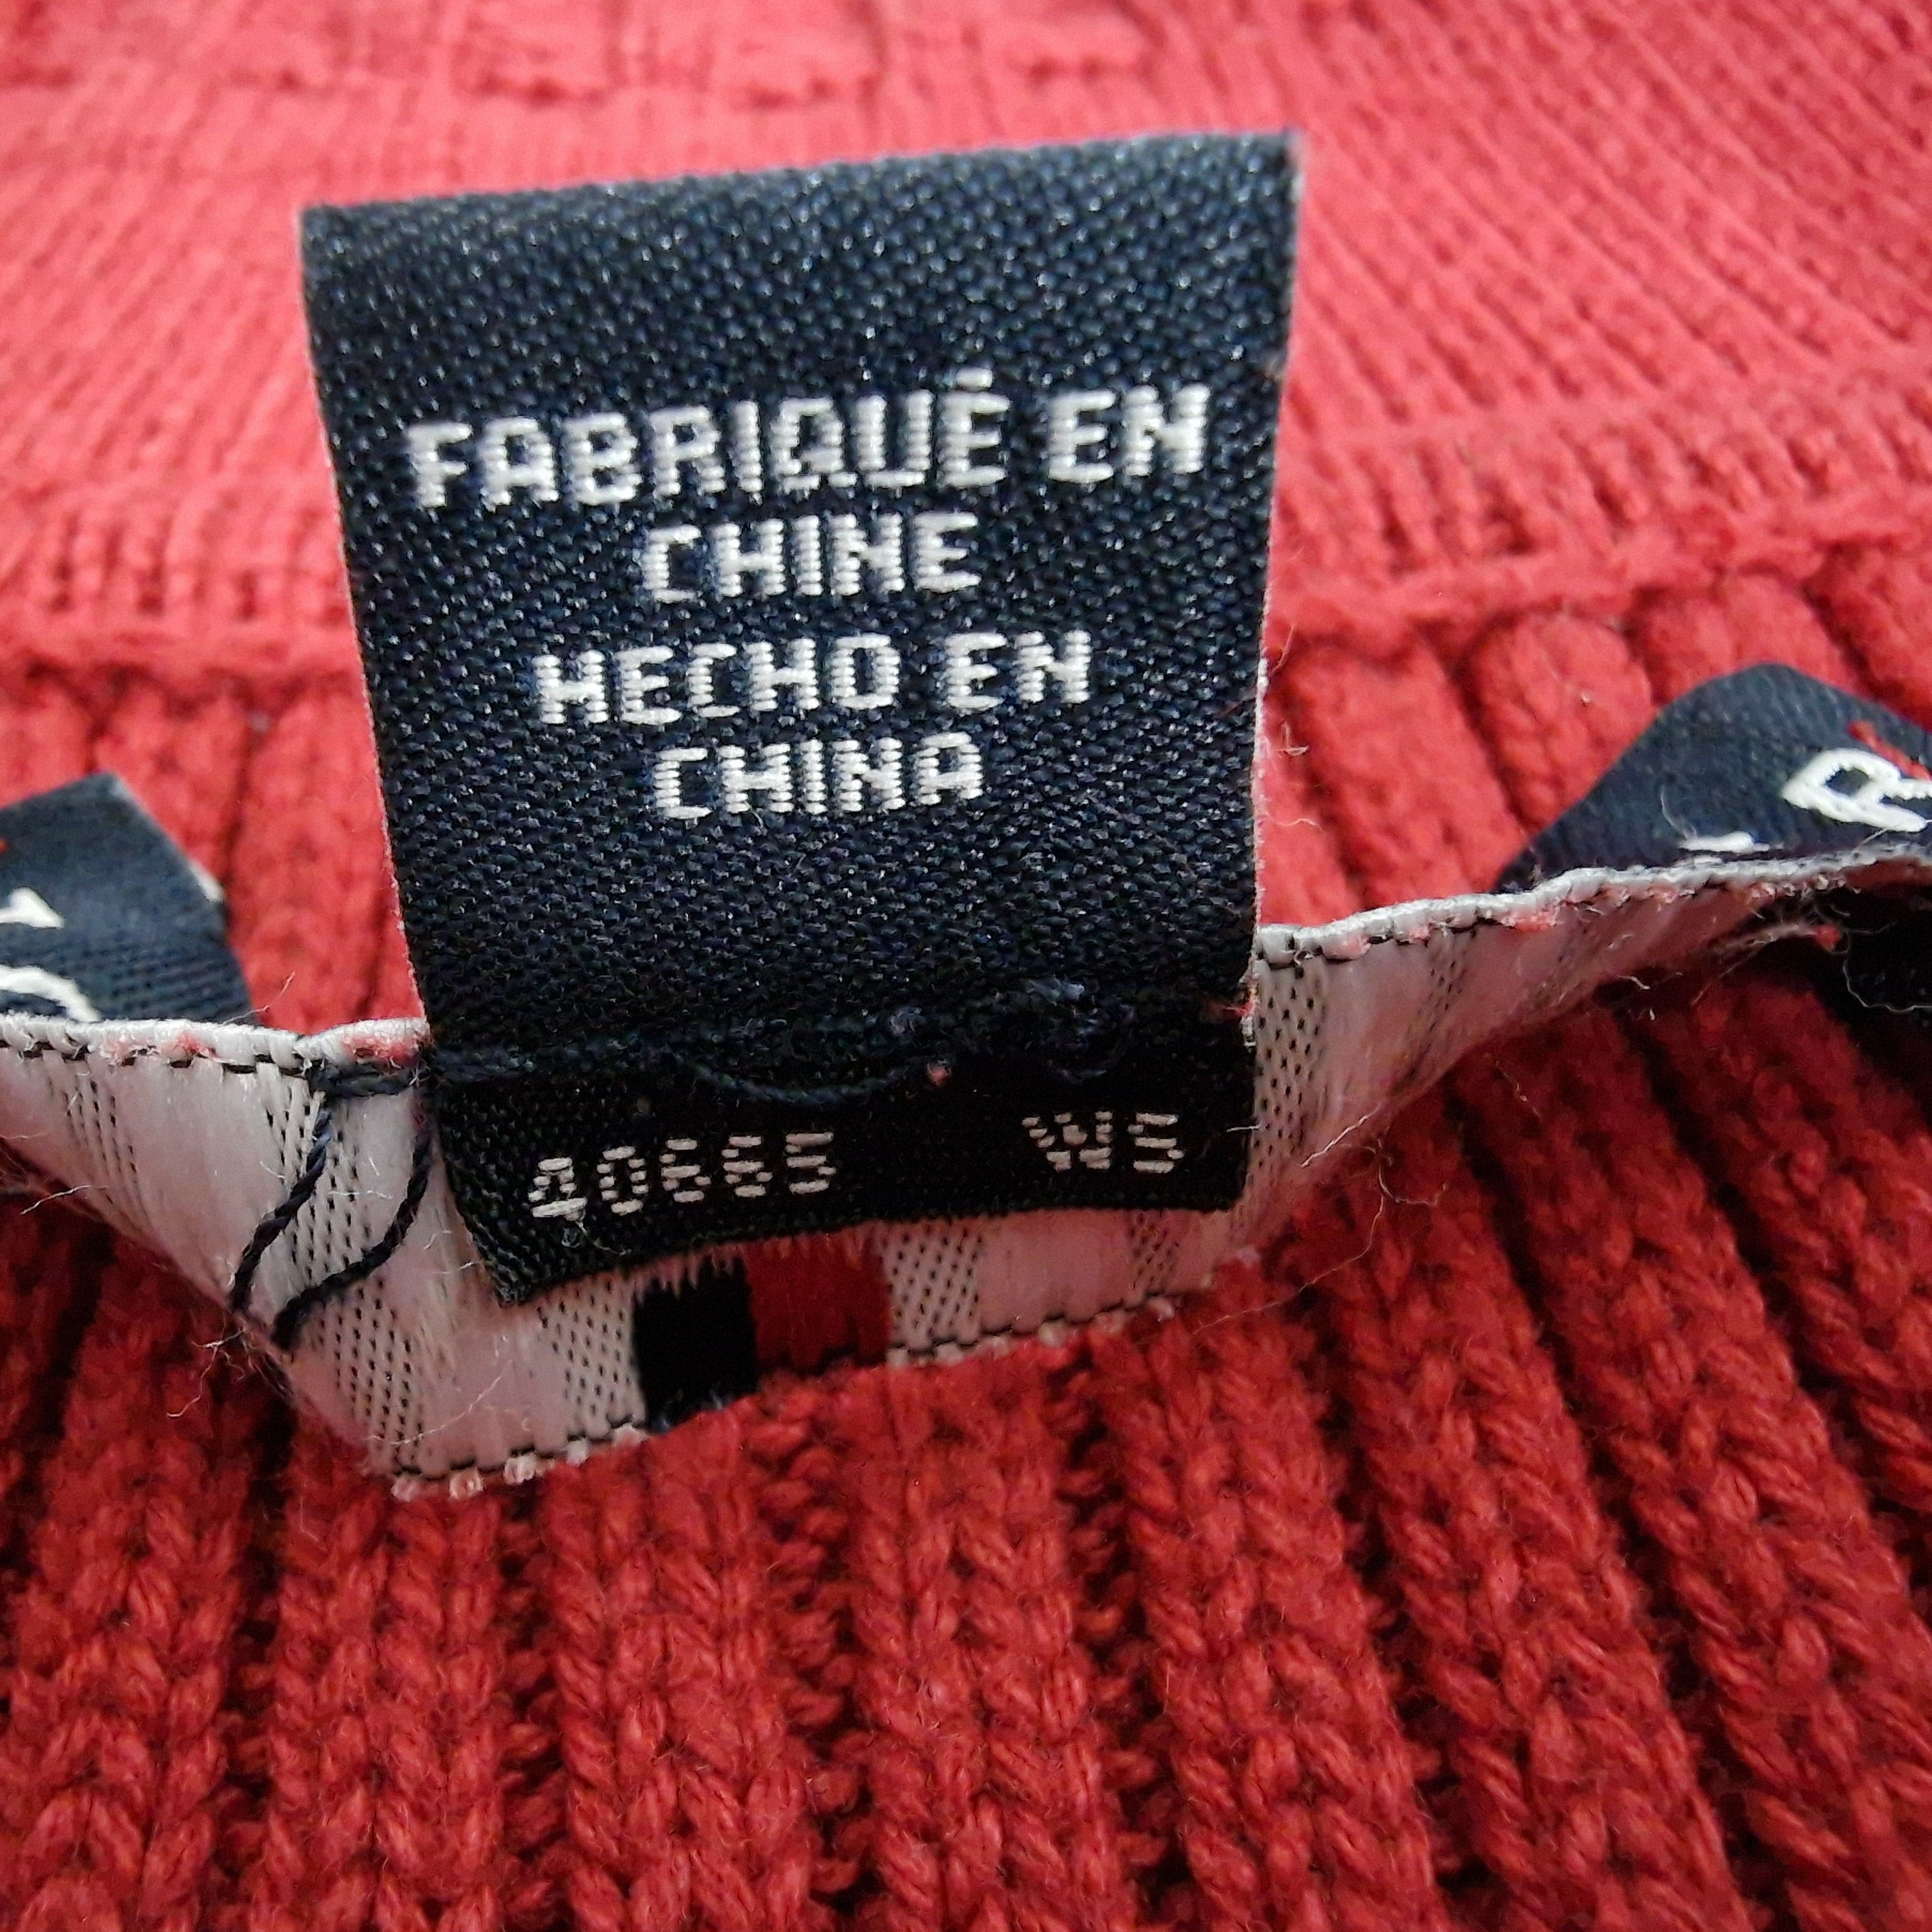 FABRIQUÉ EN
CHINE
HECHO EN
CHINA
40665 WS